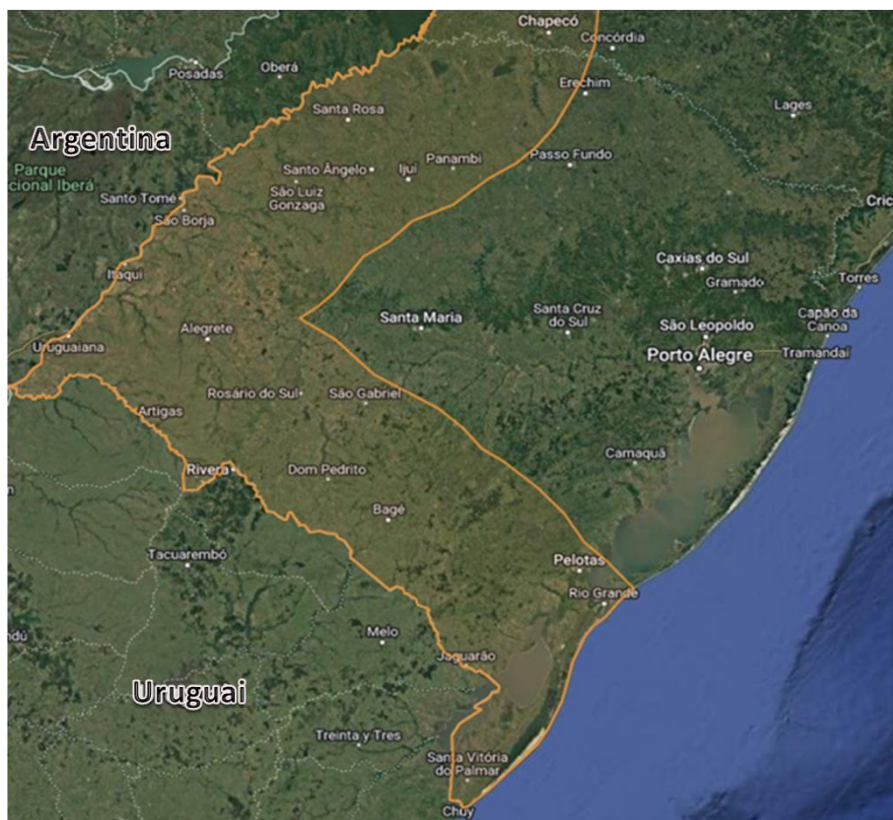 Chapecó
Concórdia
Posadas
Oberá
Erechim
Lages
Santa Rosa
Argentina
Parque
cional Iberá
Santo Ângelo
Ijuí
Panambi
Passo Fundo
São Luiz
Gonzaga
Santo Tomé
São Borja
Cric
Itaqui
Caxias do Sul
Gramado
Torres
Uruguaiana
Alegrete
Santa Maria
Santa Cruz
do Sul
São Leopoldo
Capão da
Canoa
Porto Alegre
Tramandaí
Artigas
Rosário do Sul
São Gabriel
Camaquã
Rivera
Dom Pedrito
Bagé
Tacuarembó
Pelotas
Rio Grande
ndú
Melo
Jaguarão
Uruguai
Treinta y Tres
Santa Vitória
do Palmar
Chuy